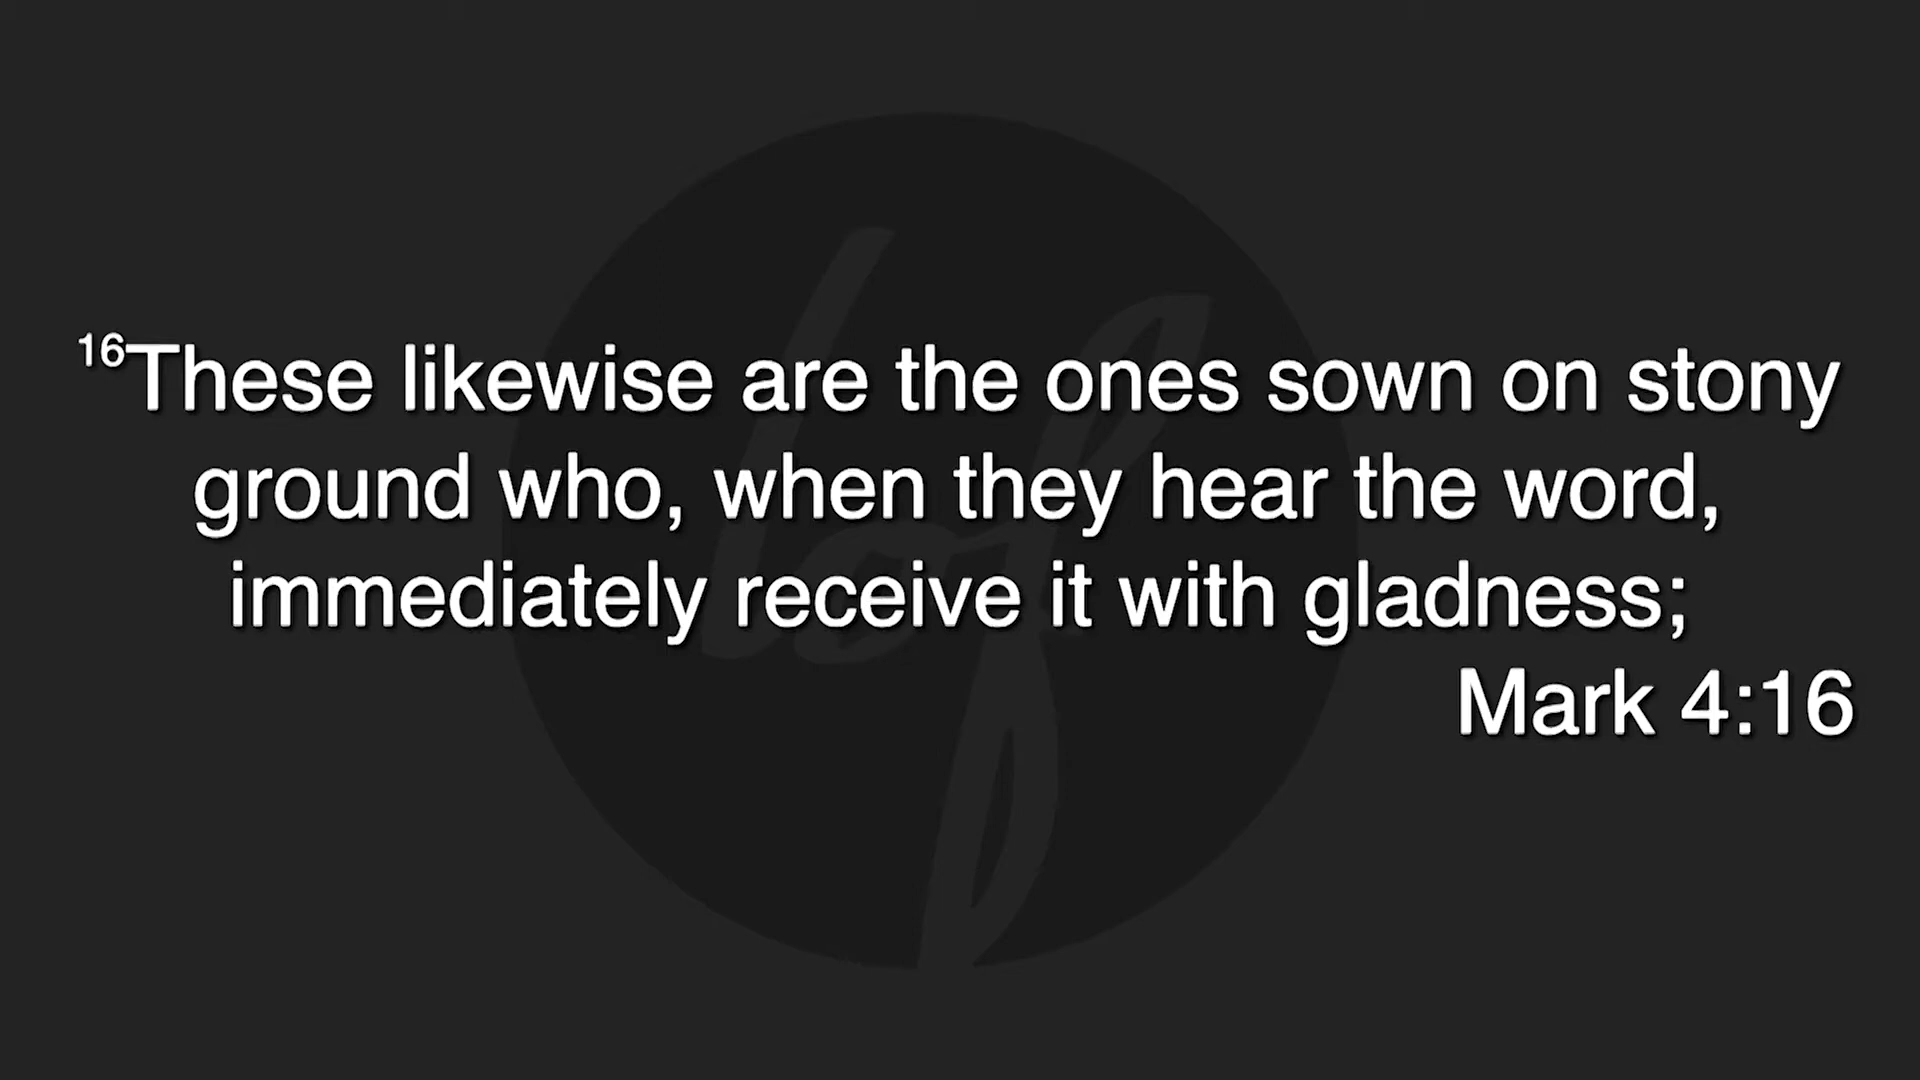 16These likewise are the ones sown on stony
ground who, when they hear the word,
immediately receive it with gladness;
Mark 4:16
lof